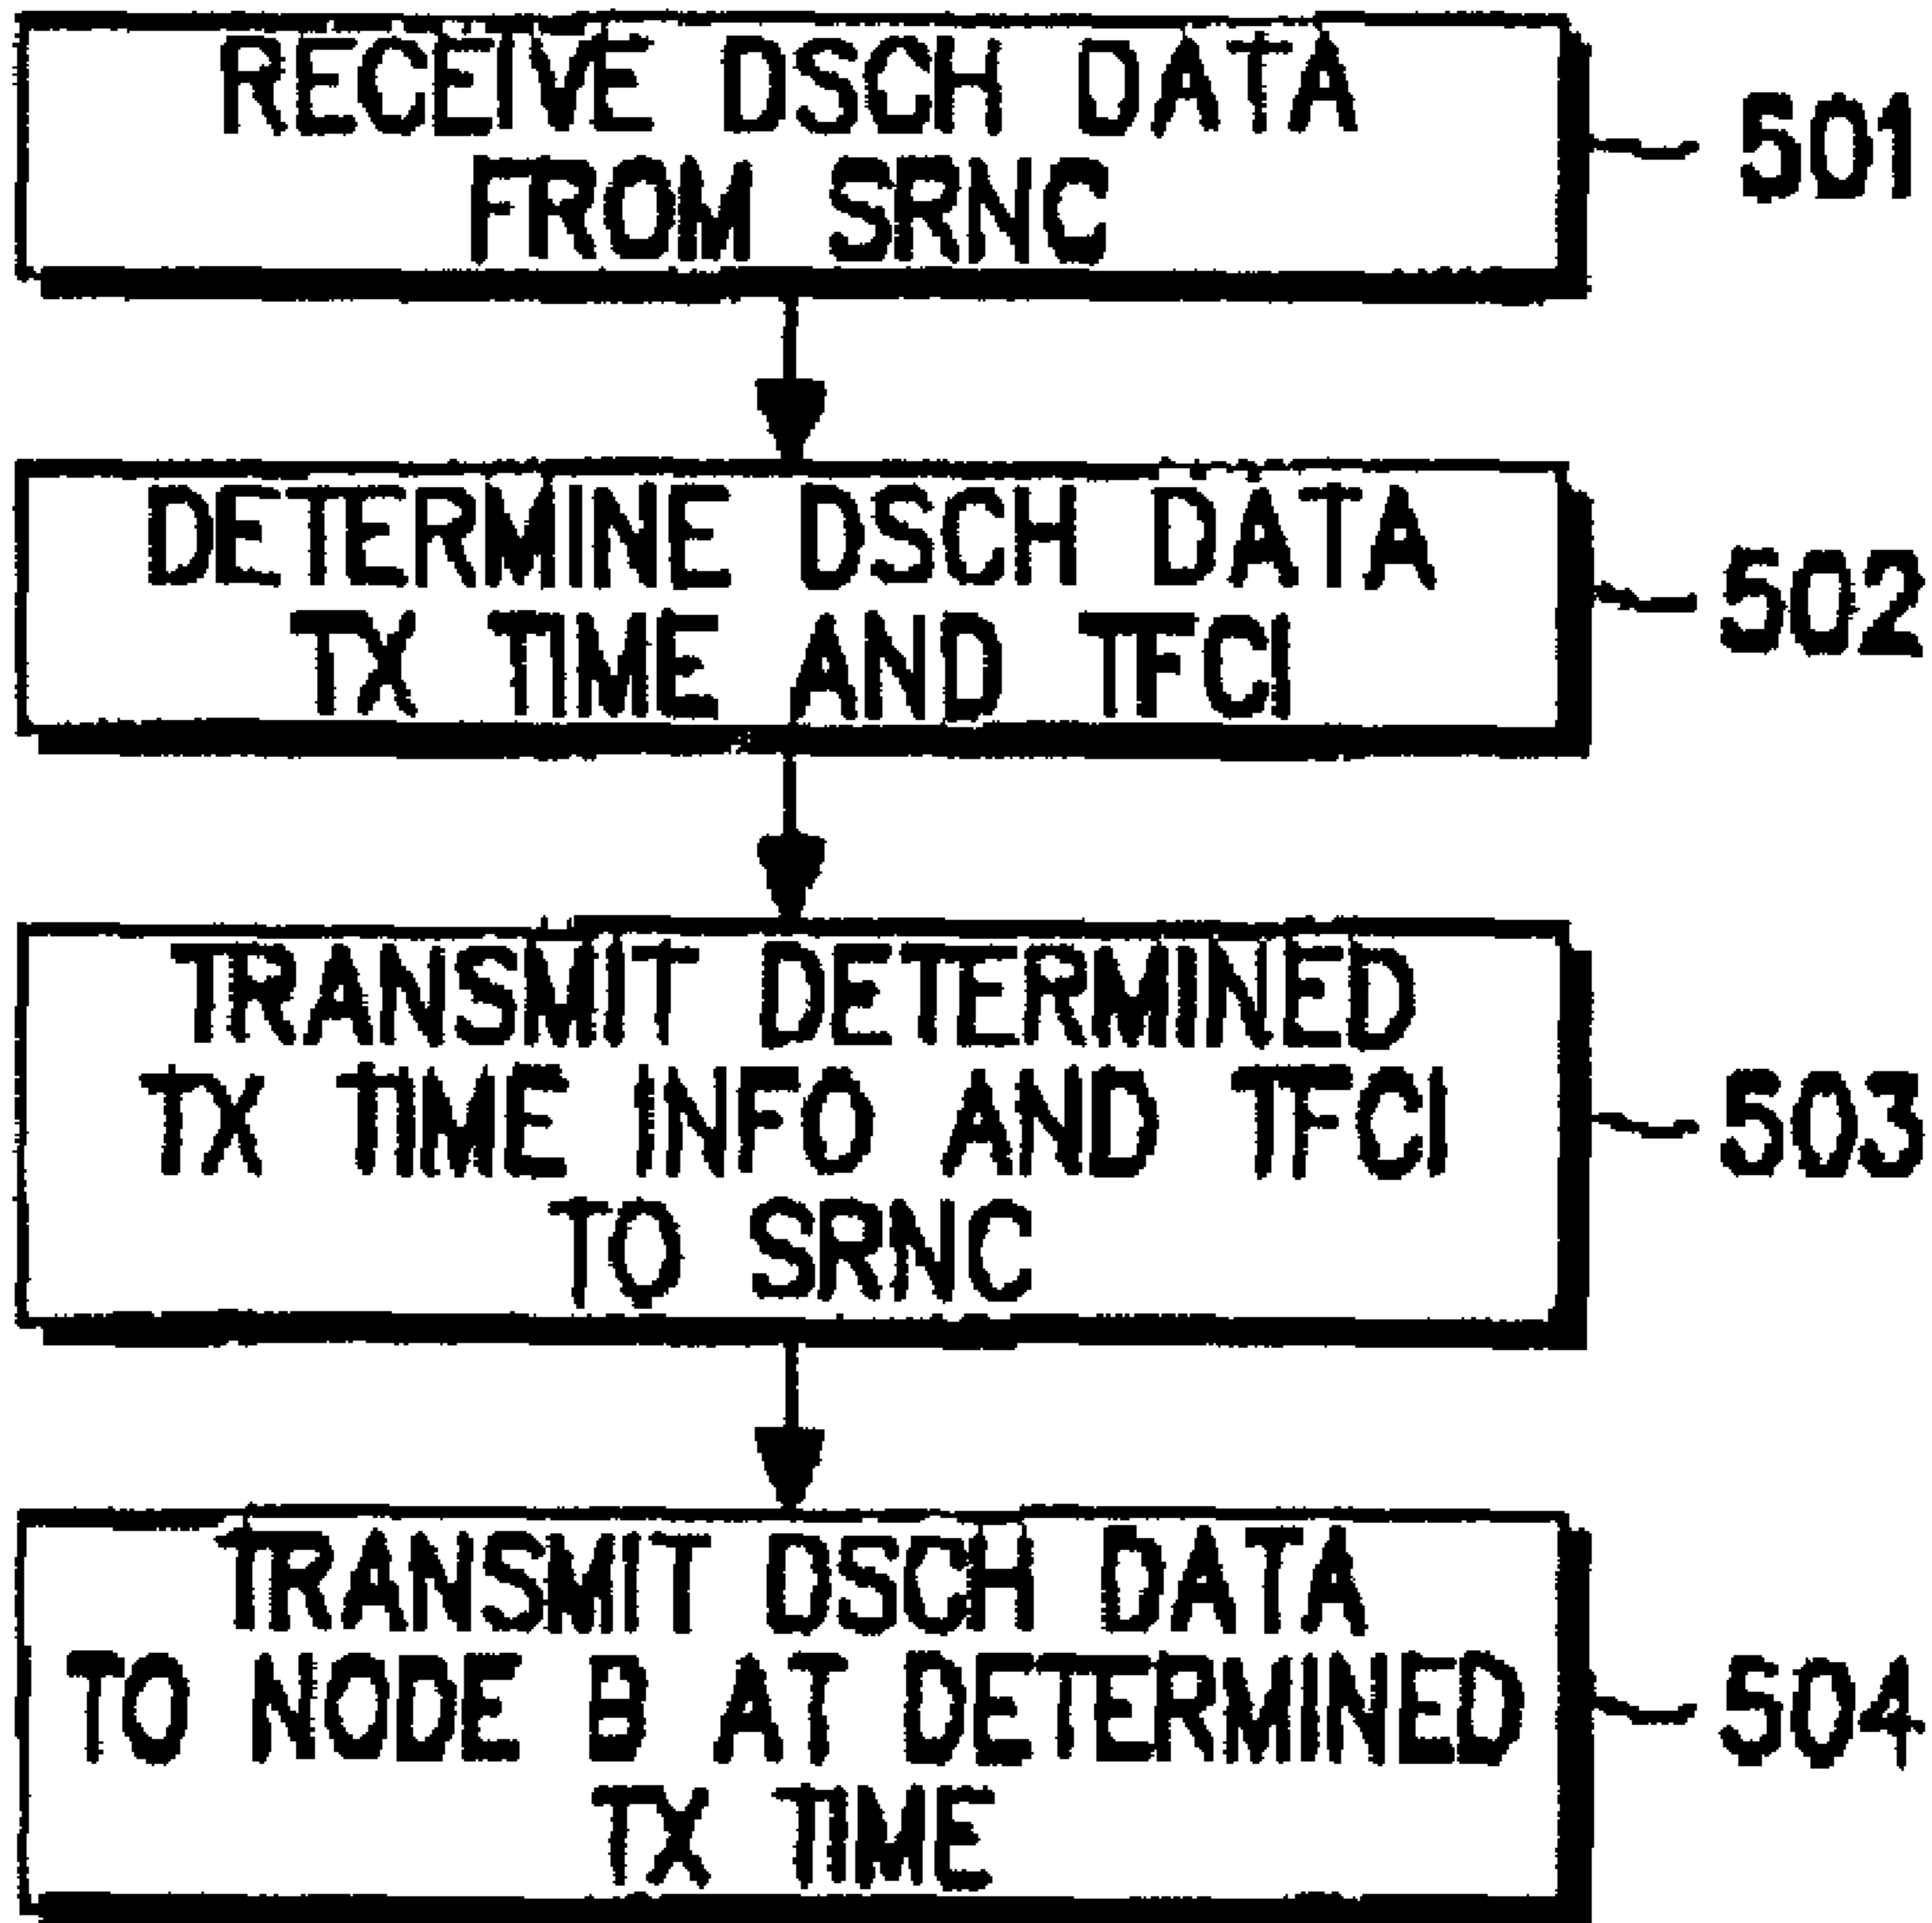 RECEIVE DSCH DATA
FROM SRNC
501
DETERMINE DSCH DATA
TX TIME AND TFCI
502
TRANSMIT DETERMINED
TX TIME INFO AND TFCI
TO SRNC
503
TRANSMIT DSCH DATA
TO NODE B AT DETERMINED
TX TIME
504